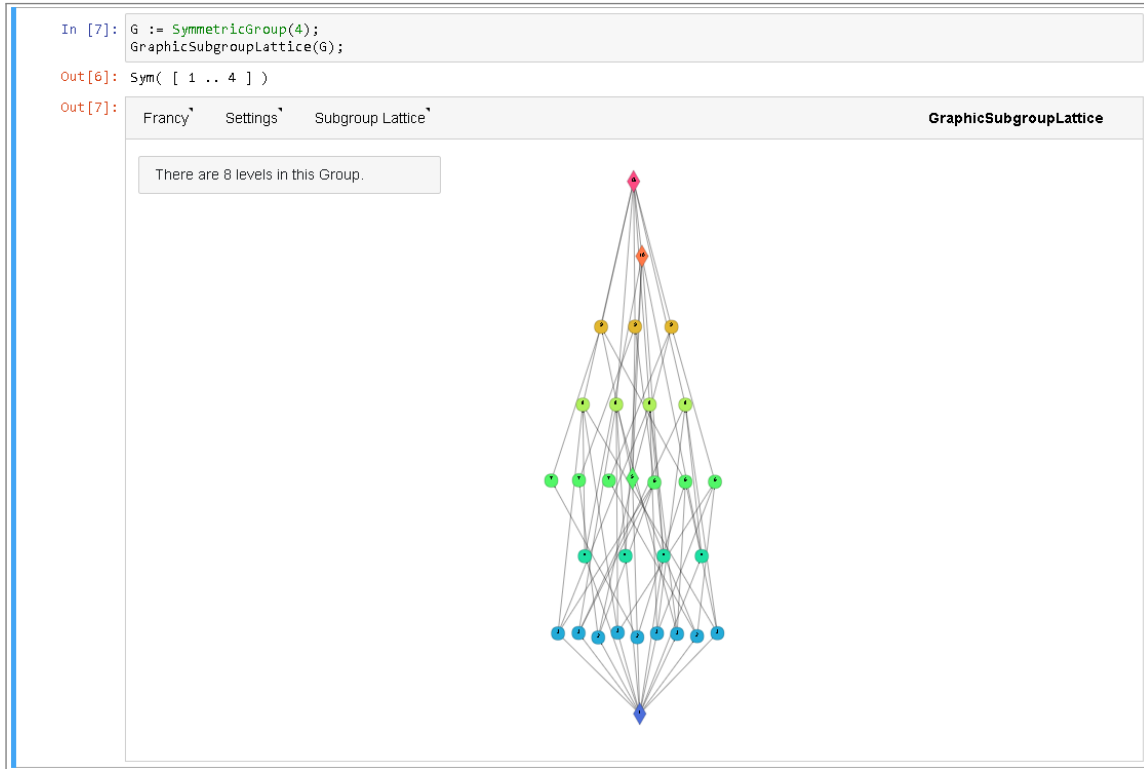 In [7]: G := SymmetricGroup(4);
GraphicSubgroupLattice(G);
Out[6]: Sym( [ 1 .. 4 ] )
Out[7]:
Francy Settings Subgroup Lattice GraphicSubgroupLattice
There are 8 levels in this Group.